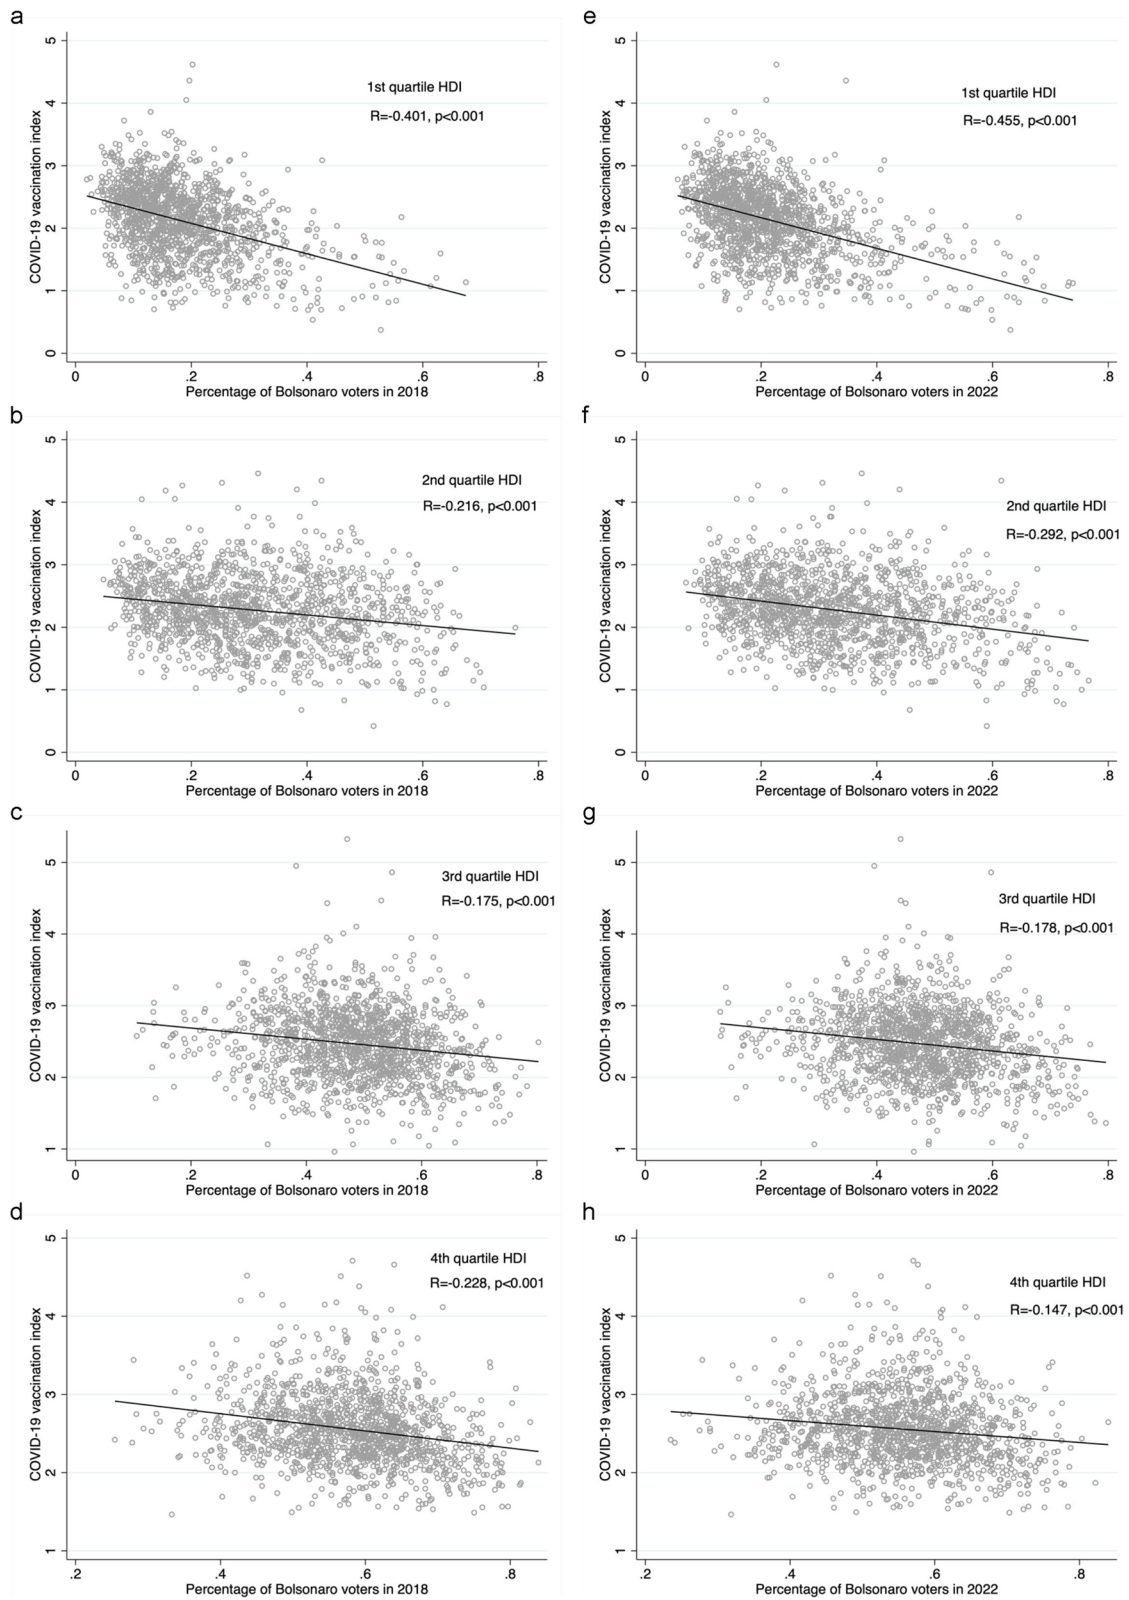 a
COVID-19 vaccination index
5
4
3
2
1
0
1st quartile HDI
R=-0.401, p<0.001
0 .2 .4 .6 .8
Percentage of Bolsonaro voters in 2018
e
COVID-19 vaccination index
5
4
3
2
1
0
1st quartile HDI
R=-0.455, p<0.001
0 .2 .4 .6 .8
Percentage of Bolsonaro voters in 2022
b
COVID-19 vaccination index
5
4
3
2
1
0
2nd quartile HDI
R=-0.216, p<0.001
0 .2 .4 .6 .8
Percentage of Bolsonaro voters in 2018
f
COVID-19 vaccination index
5
4
3
2
1
0
2nd quartile HDI
R=-0.292, p<0.001
0 .2 .4 .6 .8
Percentage of Bolsonaro voters in 2022
c
COVID-19 vaccination index
5
4
3
2
1
3rd quartile HDI
R=-0.175, p<0.001
0 .2 .4 .6 .8
Percentage of Bolsonaro voters in 2018
g
COVID-19 vaccination index
5
4
3
2
1
3rd quartile HDI
R=-0.178, p<0.001
0 .2 .4 .6 .8
Percentage of Bolsonaro voters in 2022
d
COVID-19 vaccination index
5
4
3
2
1
4th quartile HDI
R=-0.228, p<0.001
.2 .4 .6 .8
Percentage of Bolsonaro voters in 2018
h
COVID-19 vaccination index
5
4
3
2
1
4th quartile HDI
R=-0.147, p<0.001
.2 .4 .6 .8
Percentage of Bolsonaro voters in 2022